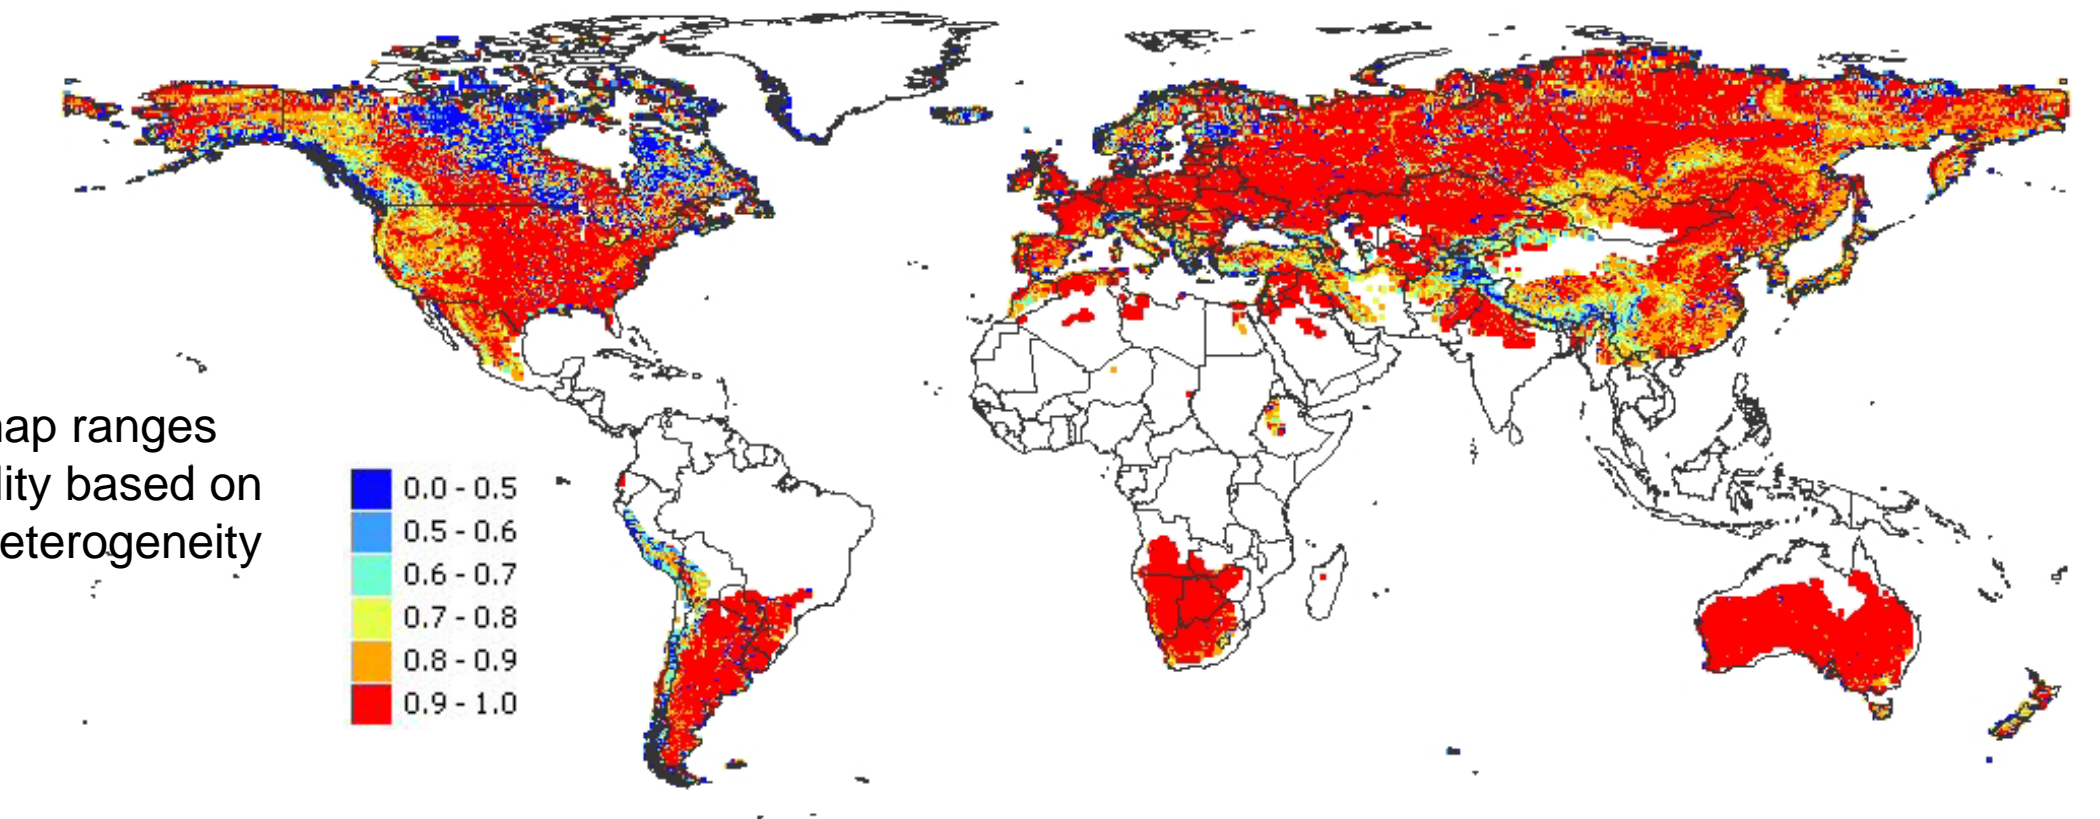 ap ranges
lity based on
eterogeneity
0.0 - 0.5
0.5 - 0.6
0.6 - 0.7
0.7 - 0.8
0.8 - 0.9
0.9 - 1.0